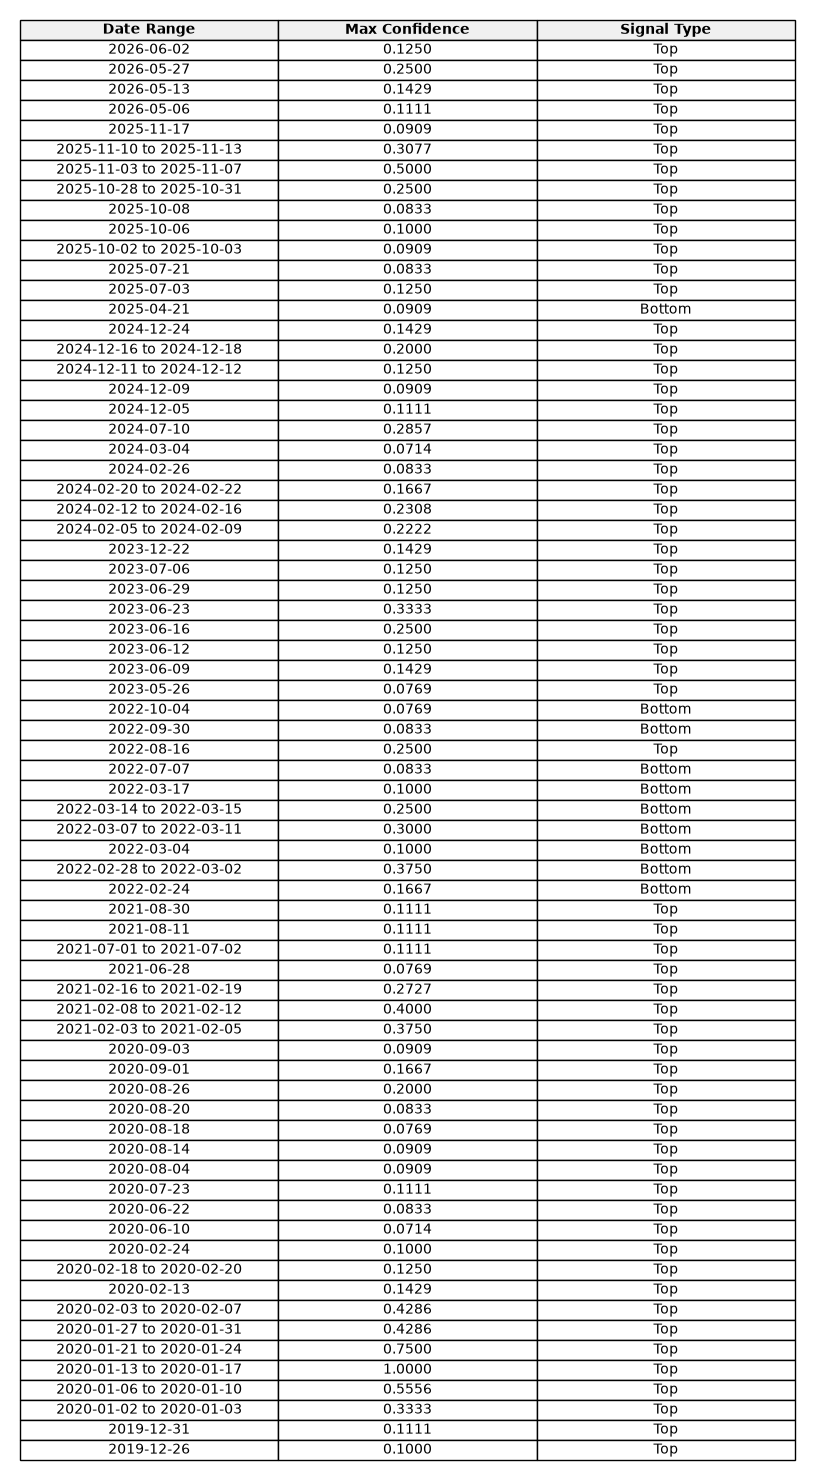 Date Range Max Confidence Signal Type
2026-06-02 0.1250 Top
2026-05-27 0.2500 Top
2026-05-13 0.1429 Top
2026-05-06 0.1111 Top
2025-11-17 0.0909 Top
2025-11-10 to 2025-11-13 0.3077 Top
2025-11-03 to 2025-11-07 0.5000 Top
2025-10-28 to 2025-10-31 0.2500 Top
2025-10-08 0.0833 Top
2025-10-06 0.1000 Top
2025-10-02 to 2025-10-03 0.0909 Top
2025-07-21 0.0833 Top
2025-07-03 0.1250 Top
2025-04-21 0.0909 Bottom
2024-12-24 0.1429 Top
2024-12-16 to 2024-12-18 0.2000 Top
2024-12-11 to 2024-12-12 0.1250 Top
2024-12-09 0.0909 Top
2024-12-05 0.1111 Top
2024-07-10 0.2857 Top
2024-03-04 0.0714 Top
2024-02-26 0.0833 Top
2024-02-20 to 2024-02-22 0.1667 Top
2024-02-12 to 2024-02-16 0.2308 Top
2024-02-05 to 2024-02-09 0.2222 Top
2023-12-22 0.1429 Top
2023-07-06 0.1250 Top
2023-06-29 0.1250 Top
2023-06-23 0.3333 Top
2023-06-16 0.2500 Top
2023-06-12 0.1250 Top
2023-06-09 0.1429 Top
2023-05-26 0.0769 Top
2022-10-04 0.0769 Bottom
2022-09-30 0.0833 Bottom
2022-08-16 0.2500 Top
2022-07-07 0.0833 Bottom
2022-03-17 0.1000 Bottom
2022-03-14 to 2022-03-15 0.2500 Bottom
2022-03-07 to 2022-03-11 0.3000 Bottom
2022-03-04 0.1000 Bottom
2022-02-28 to 2022-03-02 0.3750 Bottom
2022-02-24 0.1667 Bottom
2021-08-30 0.1111 Top
2021-08-11 0.1111 Top
2021-07-01 to 2021-07-02 0.1111 Top
2021-06-28 0.0769 Top
2021-02-16 to 2021-02-19 0.2727 Top
2021-02-08 to 2021-02-12 0.4000 Top
2021-02-03 to 2021-02-05 0.3750 Top
2020-09-03 0.0909 Top
2020-09-01 0.1667 Top
2020-08-26 0.2000 Top
2020-08-20 0.0833 Top
2020-08-18 0.0769 Top
2020-08-14 0.0909 Top
2020-08-04 0.0909 Top
2020-07-23 0.1111 Top
2020-06-22 0.0833 Top
2020-06-10 0.0714 Top
2020-02-24 0.1000 Top
2020-02-18 to 2020-02-20 0.1250 Top
2020-02-13 0.1429 Top
2020-02-03 to 2020-02-07 0.4286 Top
2020-01-27 to 2020-01-31 0.4286 Top
2020-01-21 to 2020-01-24 0.7500 Top
2020-01-13 to 2020-01-17 1.0000 Top
2020-01-06 to 2020-01-10 0.5556 Top
2020-01-02 to 2020-01-03 0.3333 Top
2019-12-31 0.1111 Top
2019-12-26 0.1000 Top